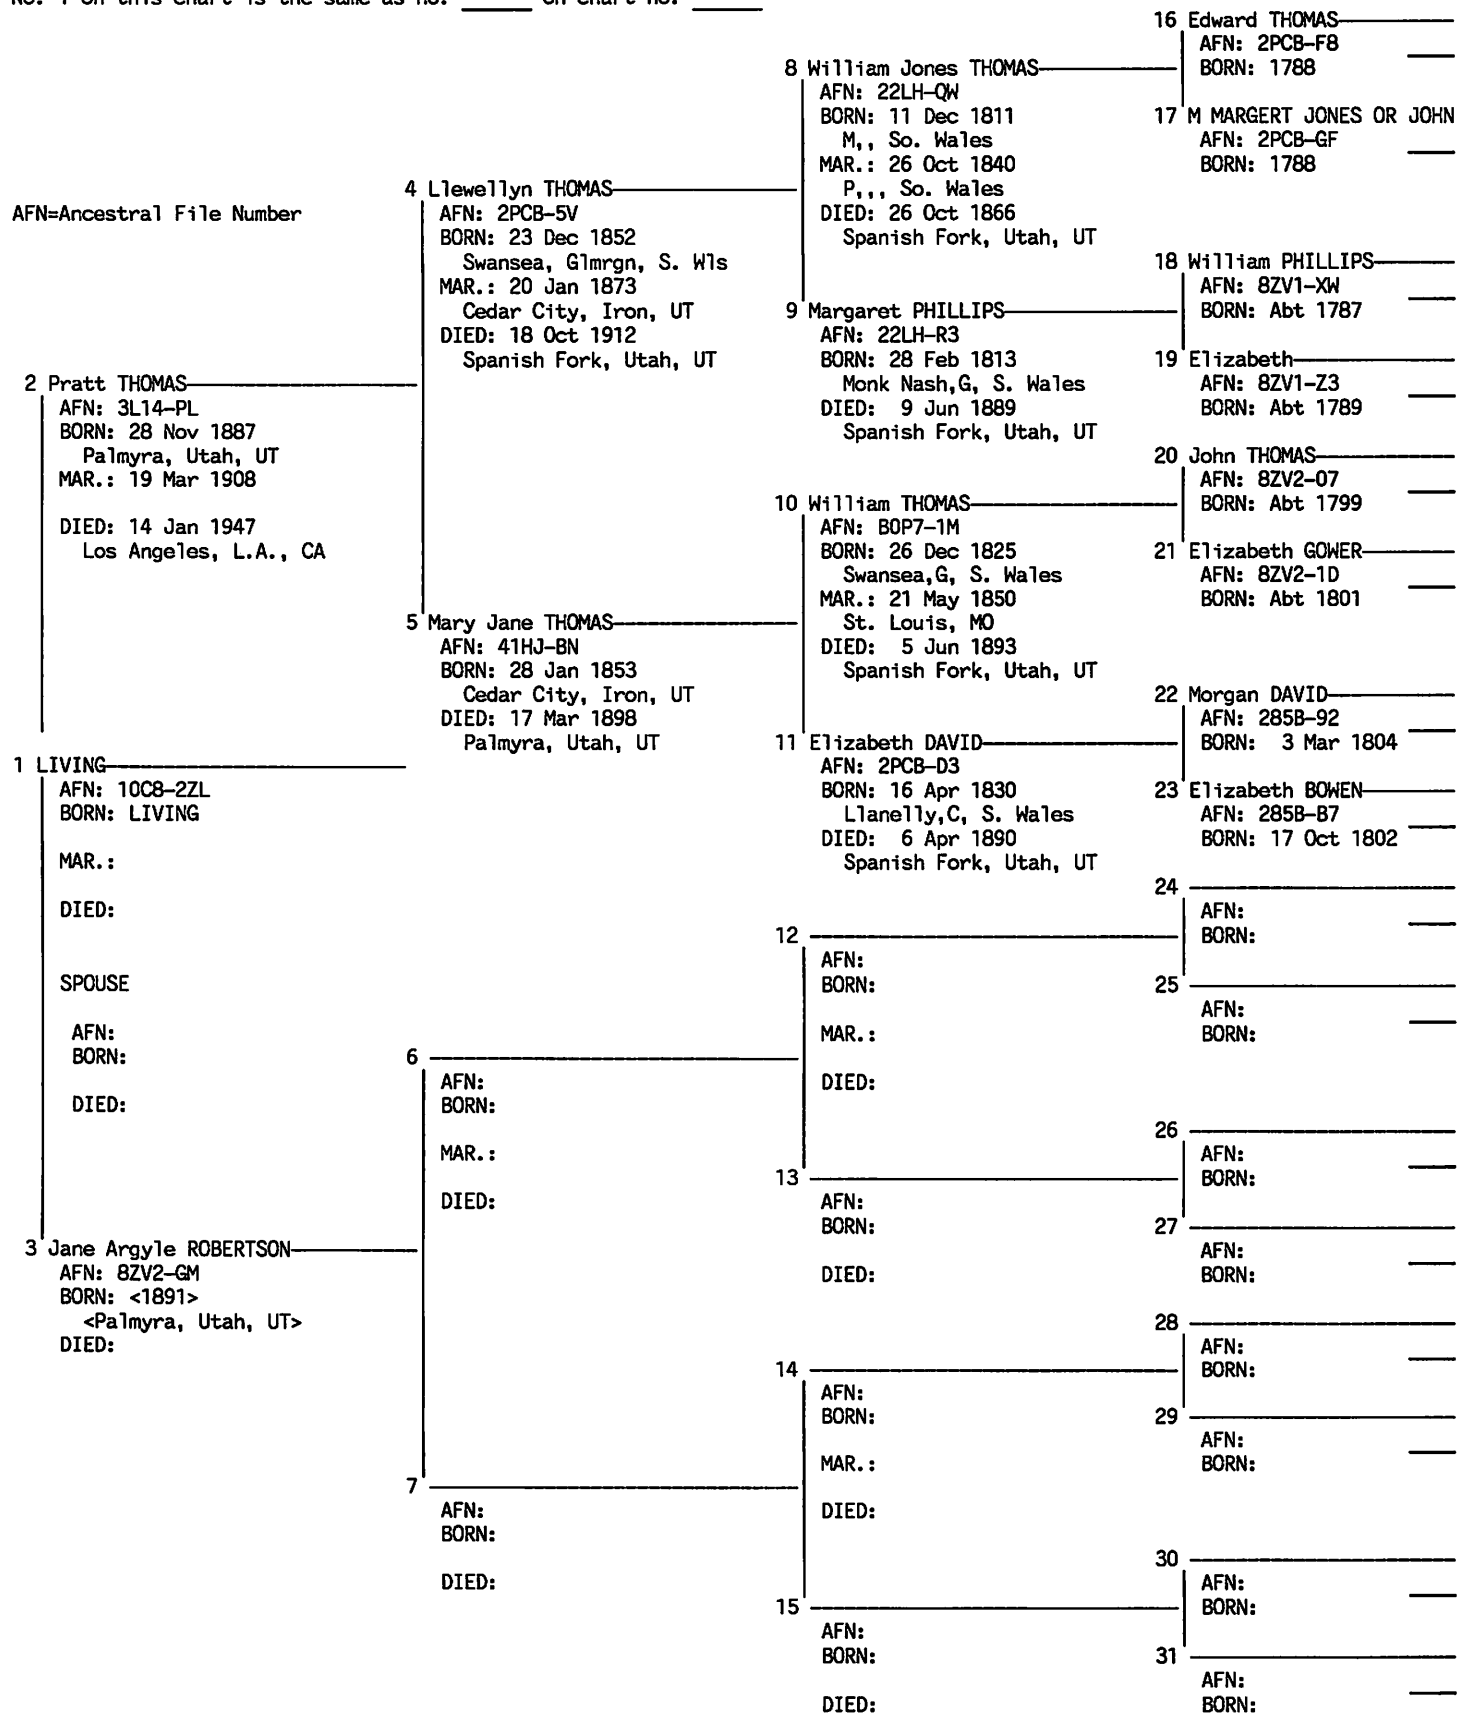 No. 1 on this chart is the same as no. ______ on chart no. ______
AFN=Ancestral File Number
1 LIVING
AFN: 10C8-2ZL
BORN: LIVING
MAR.:
DIED:
SPOUSE
AFN:
BORN:
DIED:
2 Pratt THOMAS
AFN: 3L14-PL
BORN: 28 Nov 1887
Palmyra, Utah, UT
MAR.: 19 Mar 1908
DIED: 14 Jan 1947
Los Angeles, L.A., CA
3 Jane Argyle ROBERTSON
AFN: 8ZV2-GM
BORN: <1891>
<Palmyra, Utah, UT>
DIED:
4 Llewellyn THOMAS
AFN: 2PCB-5V
BORN: 23 Dec 1852
Swansea, Glmrgn, S. Wls
MAR.: 20 Jan 1873
Cedar City, Iron, UT
DIED: 18 Oct 1912
Spanish Fork, Utah, UT
5 Mary Jane THOMAS
AFN: 41HJ-BN
BORN: 28 Jan 1853
Cedar City, Iron, UT
DIED: 17 Mar 1898
Palmyra, Utah, UT
6
AFN:
BORN:
MAR.:
DIED:
7
AFN:
BORN:
DIED:
8 William Jones THOMAS
AFN: 22LH-QW
BORN: 11 Dec 1811
M,, So. Wales
MAR.: 26 Oct 1840
P,,, So. Wales
DIED: 26 Oct 1866
Spanish Fork, Utah, UT
9 Margaret PHILLIPS
AFN: 22LH-R3
BORN: 28 Feb 1813
Monk Nash,G, S. Wales
DIED: 9 Jun 1889
Spanish Fork, Utah, UT
10 William THOMAS
AFN: B0P7-1M
BORN: 26 Dec 1825
Swansea,G, S. Wales
MAR.: 21 May 1850
St. Louis, MO
DIED: 5 Jun 1893
Spanish Fork, Utah, UT
11 Elizabeth DAVID
AFN: 2PCB-D3
BORN: 16 Apr 1830
Llanelly,C, S. Wales
DIED: 6 Apr 1890
Spanish Fork, Utah, UT
12
AFN:
BORN:
MAR.:
DIED:
13
AFN:
BORN:
DIED:
14
AFN:
BORN:
MAR.:
DIED:
15
AFN:
BORN:
DIED:
16 Edward THOMAS
AFN: 2PCB-F8
BORN: 1788
17 M MARGERT JONES OR JOHN
AFN: 2PCB-GF
BORN: 1788
18 William PHILLIPS
AFN: 8ZV1-XW
BORN: Abt 1787
19 Elizabeth
AFN: 8ZV1-Z3
BORN: Abt 1789
20 John THOMAS
AFN: 8ZV2-07
BORN: Abt 1799
21 Elizabeth GOWER
AFN: 8ZV2-1D
BORN: Abt 1801
22 Morgan DAVID
AFN: 285B-92
BORN: 3 Mar 1804
23 Elizabeth BOWEN
AFN: 285B-B7
BORN: 17 Oct 1802
24
AFN:
BORN:
25
AFN:
BORN:
26
AFN:
BORN:
27
AFN:
BORN:
28
AFN:
BORN:
29
AFN:
BORN:
30
AFN:
BORN:
31
AFN:
BORN: